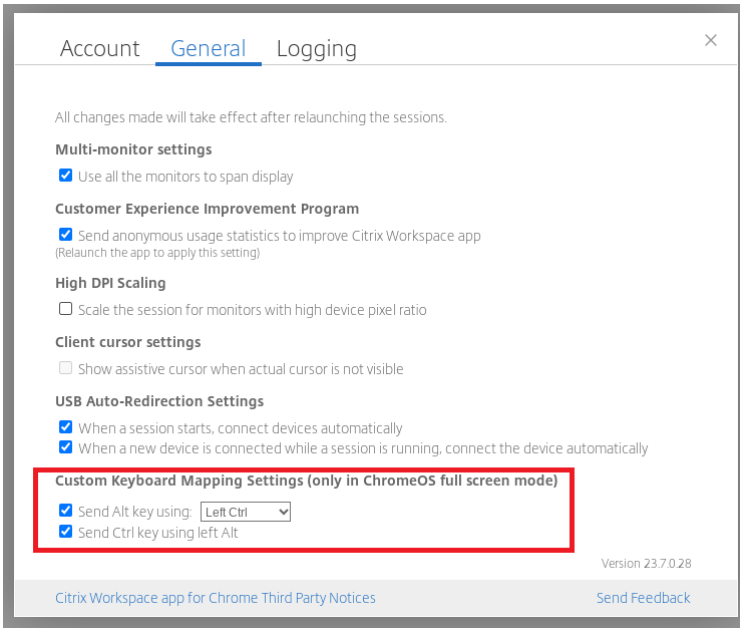 Account General Logging
All changes made will take effect after relaunching the sessions.
Multi-monitor settings
Use all the monitors to span display
Customer Experience Improvement Program
Send anonymous usage statistics to improve Citrix Workspace app
(Relaunch the app to apply this setting)
High DPI Scaling
Scale the session for monitors with high device pixel ratio
Client cursor settings
Show assistive cursor when actual cursor is not visible
USB Auto-Redirection Settings
When a session starts, connect devices automatically
When a new device is connected while a session is running, connect the device automatically
Custom Keyboard Mapping Settings (only in ChromeOS full screen mode)
Send Alt key using: Left Ctrl
Send Ctrl key using left Alt
Version 23.7.0.28
Citrix Workspace app for Chrome Third Party Notices Send Feedback